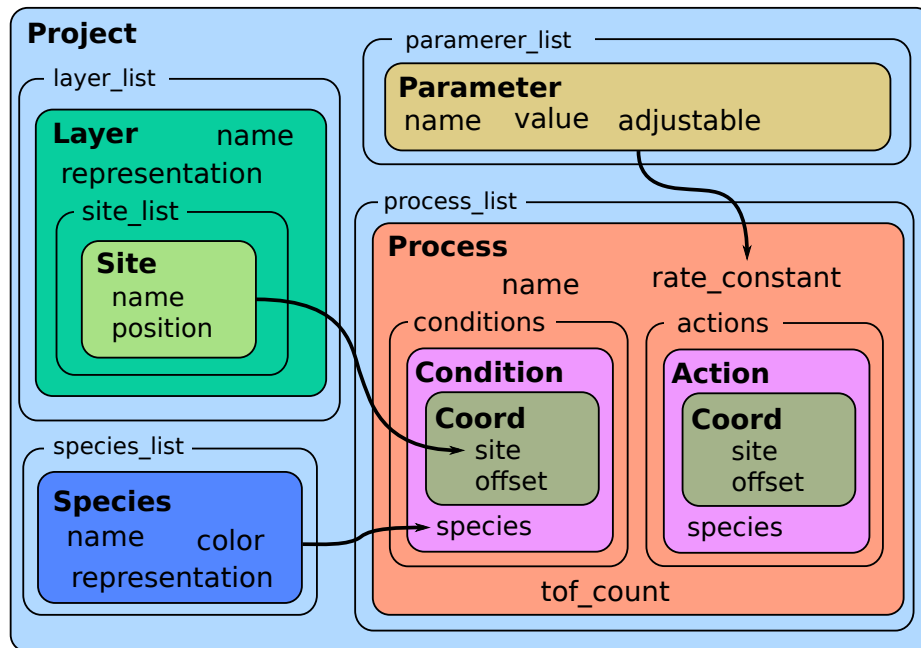 Project
layer_list
Layer
name
representation
site_list
Site
name
position
species_list
Species
name
color
representation
paramerer_list
Parameter
name value adjustable
process_list
Process
name
rate_constant
conditions
Condition
Coord
site
offset
species
actions
Action
Coord
site
offset
species
tof_count